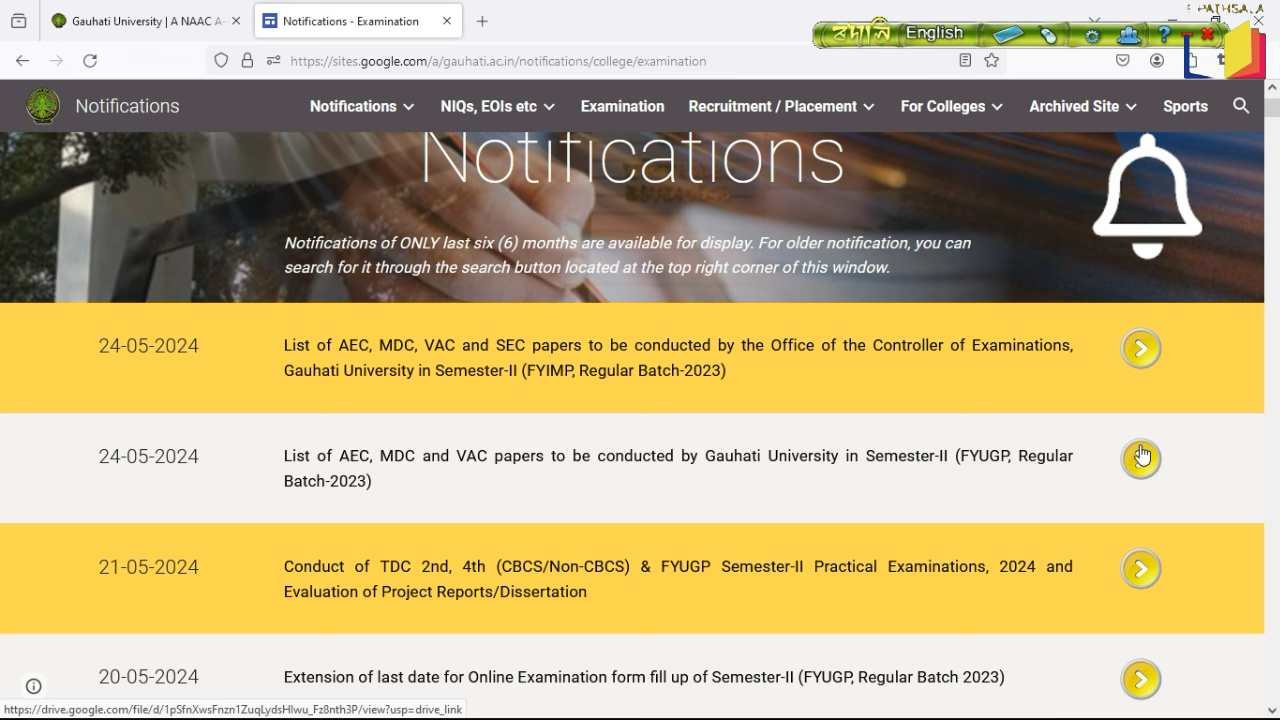 PATHSALA
Gauhati University | A NAAC A
Notifications - Examination
ৰদালি English
https://sites.google.com/a/gauhati.ac.in/notifications/college/examination
Notifications
Notifications NIQs, EOIs etc Examination Recruitment / Placement For Colleges Archived Site Sports
Notifications
Notifications of ONLY last six (6) months are available for display. For older notification, you can
search for it through the search button located at the top right corner of this window.
24-05-2024 List of AEC, MDC, VAC and SEC papers to be conducted by the Office of the Controller of Examinations,
Gauhati University in Semester-II (FYIMP, Regular Batch-2023)
24-05-2024 List of AEC, MDC and VAC papers to be conducted by Gauhati University in Semester-II (FYUGP, Regular
Batch-2023)
21-05-2024 Conduct of TDC 2nd, 4th (CBCS/Non-CBCS) & FYUGP Semester-II Practical Examinations, 2024 and
Evaluation of Project Reports/Dissertation
20-05-2024 Extension of last date for Online Examination form fill up of Semester-II (FYUGP, Regular Batch 2023)
https://drive.google.com/file/d/1pSfnXwsFnzn1ZuqLydsHlwu_Fz8nth3P/view?usp=drive_link